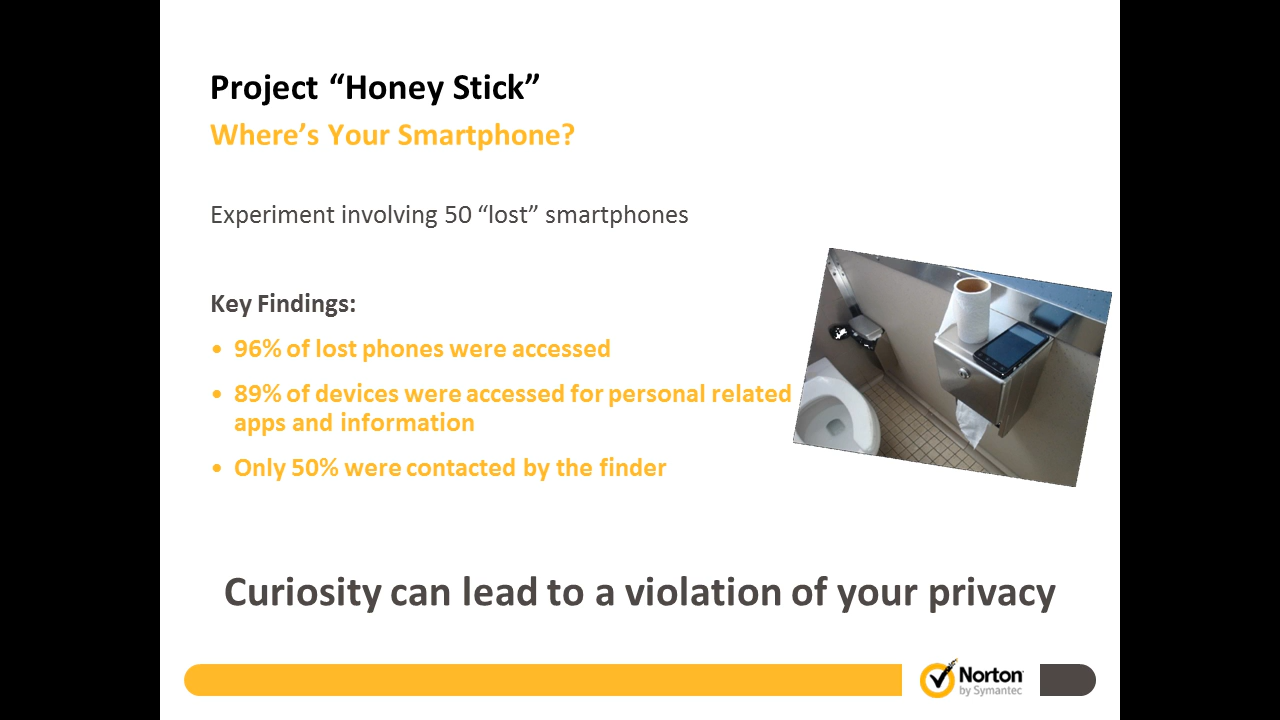 Project “Honey Stick”
Where’s Your Smartphone?
Experiment involving 50 “lost” smartphones
Key Findings:
• 96% of lost phones were accessed
• 89% of devices were accessed for personal related
apps and information
• Only 50% were contacted by the finder
Curiosity can lead to a violation of your privacy
Norton
by Symantec